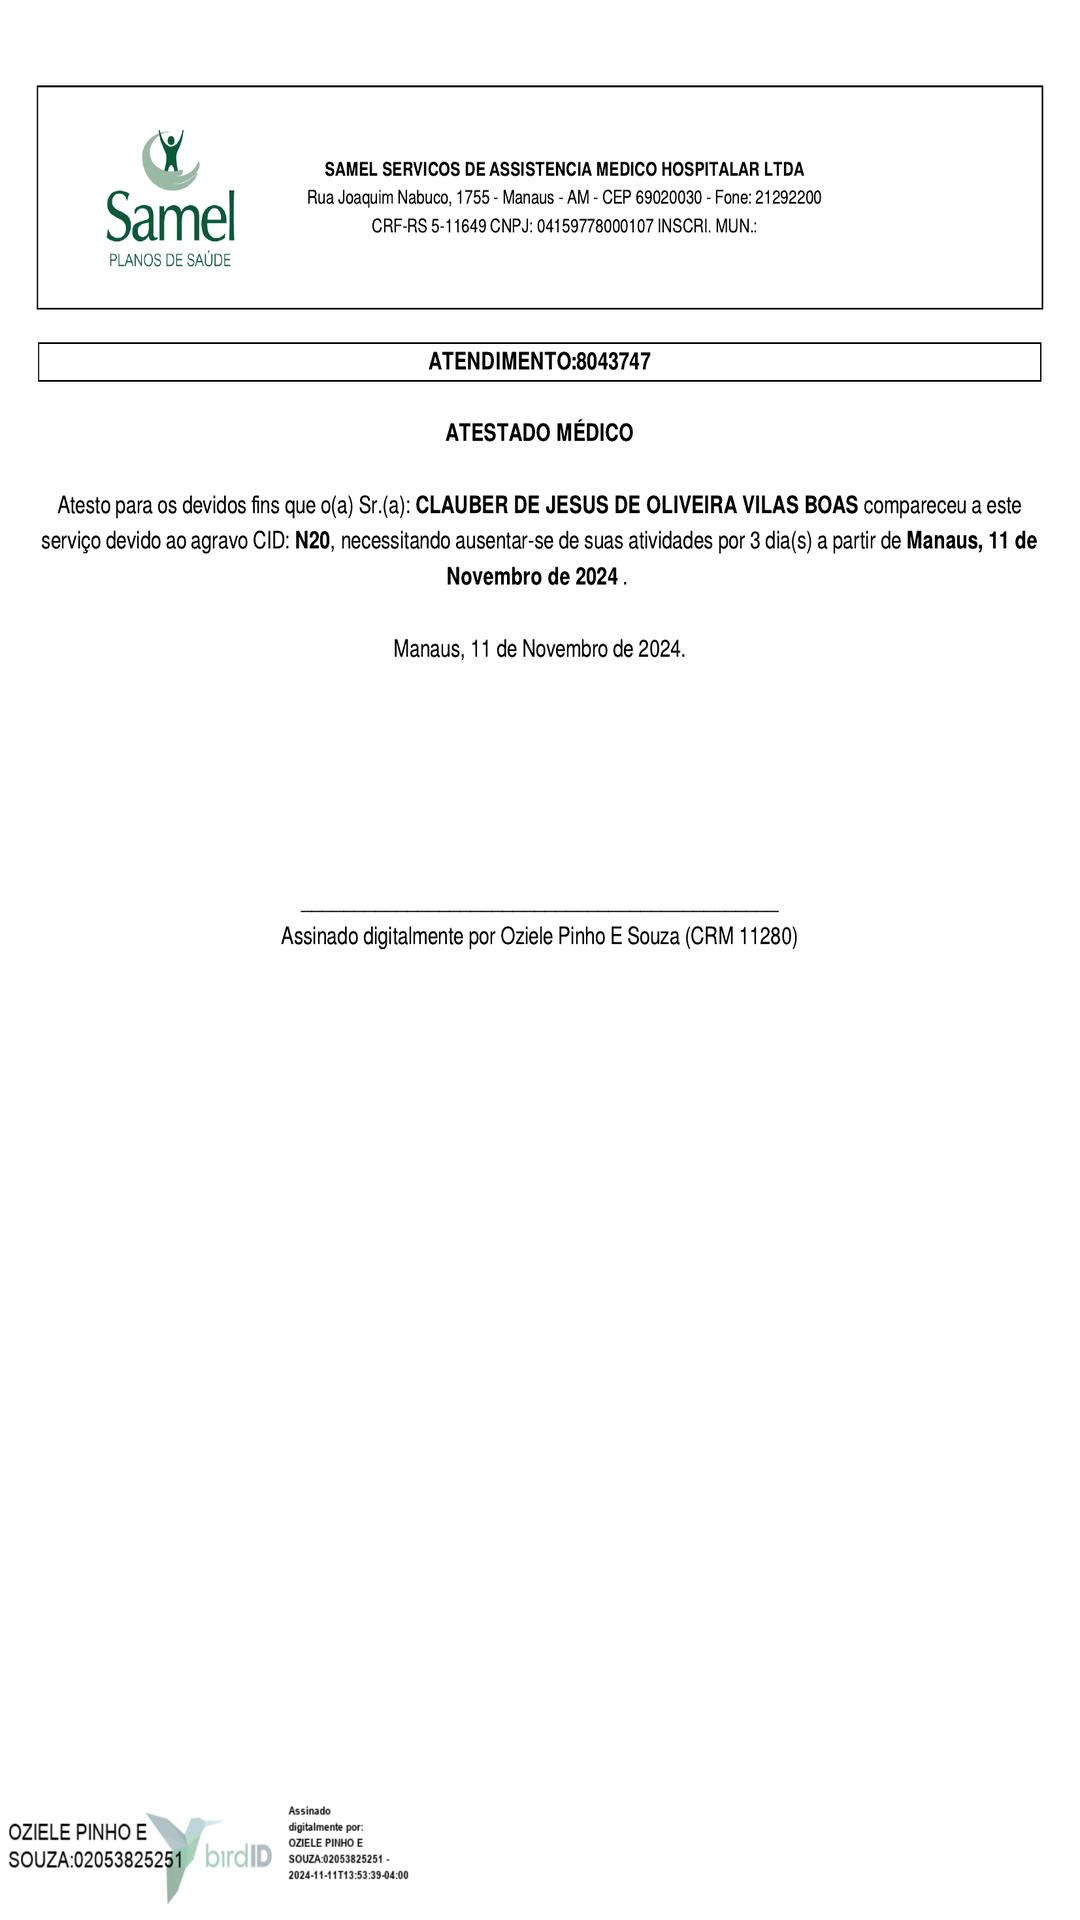 Samel
PLANOS DE SAÚDE
SAMEL SERVICOS DE ASSISTENCIA MEDICO HOSPITALAR LTDA
Rua Joaquim Nabuco, 1755 - Manaus - AM - CEP 69020030 - Fone: 21292200
CRF-RS 5-11649 CNPJ: 04159778000107 INSCRI. MUN.:
ATENDIMENTO:8043747
ATESTADO MÉDICO
Atesto para os devidos fins que o(a) Sr.(a): CLAUBER DE JESUS DE OLIVEIRA VILAS BOAS compareceu a este
serviço devido ao agravo CID: N20, necessitando ausentar-se de suas atividades por 3 dia(s) a partir de Manaus, 11 de
Novembro de 2024 .
Manaus, 11 de Novembro de 2024.
Assinado digitalmente por Oziele Pinho E Souza (CRM 11280)
OZIELE PINHO E
SOUZA:02053825251
birdID
Assinado
digitalmente por:
OZIELE PINHO E
SOUZA:02053825251 -
2024-11-11T13:53:39-04:00